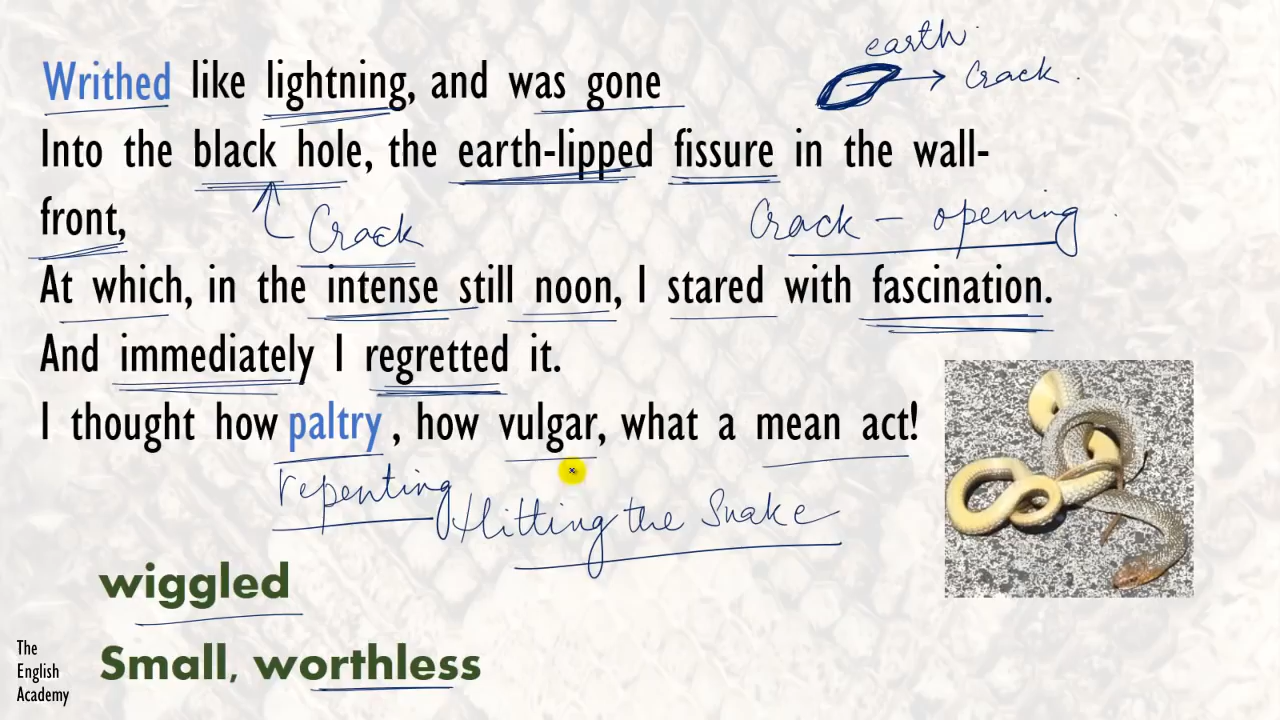 earth
Crack.
Writhed like lightning, and was gone
Into the black hole, the earth-lipped fissure in the wall-
front,
Crack
Crack – opening.
At which, in the intense still noon, I stared with fascination.
And immediately I regretted it.
I thought how paltry , how vulgar, what a mean act!
repenting
Hitting the Snake
wiggled
Small, worthless
The
English
Academy